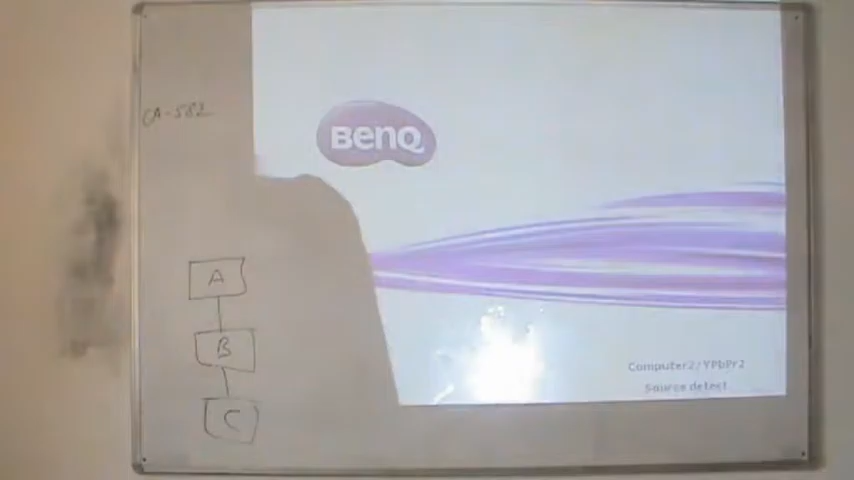 CA-582
BenQ
A
B
C
Computer2/YPbPr2
Source detect